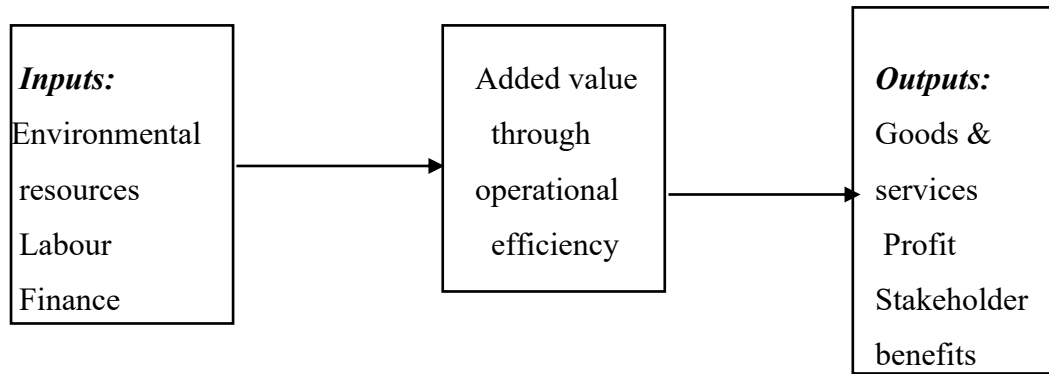 Inputs:
Environmental
resources
Labour
Finance
Added value
through
operational
efficiency
Outputs:
Goods &
services
Profit
Stakeholder
benefits